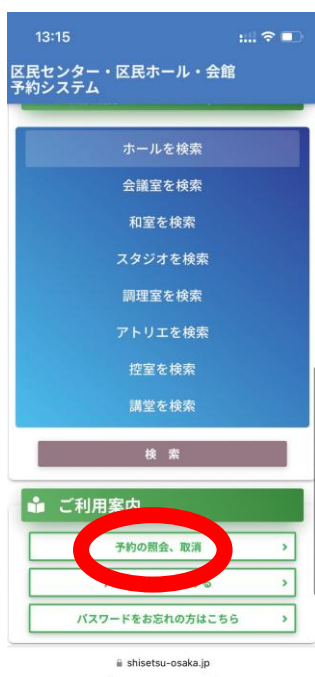 13:15
区民センター・区民ホール・会館
予約システム
ホールを検索
会議室を検索
和室を検索
スタジオを検索
調理室を検索
アトリエを検索
控室を検索
講堂を検索
検 索
ご利用案内
予約の照会、取消
パスワードをお忘れの方はこちら
shisetsu-osaka.jp